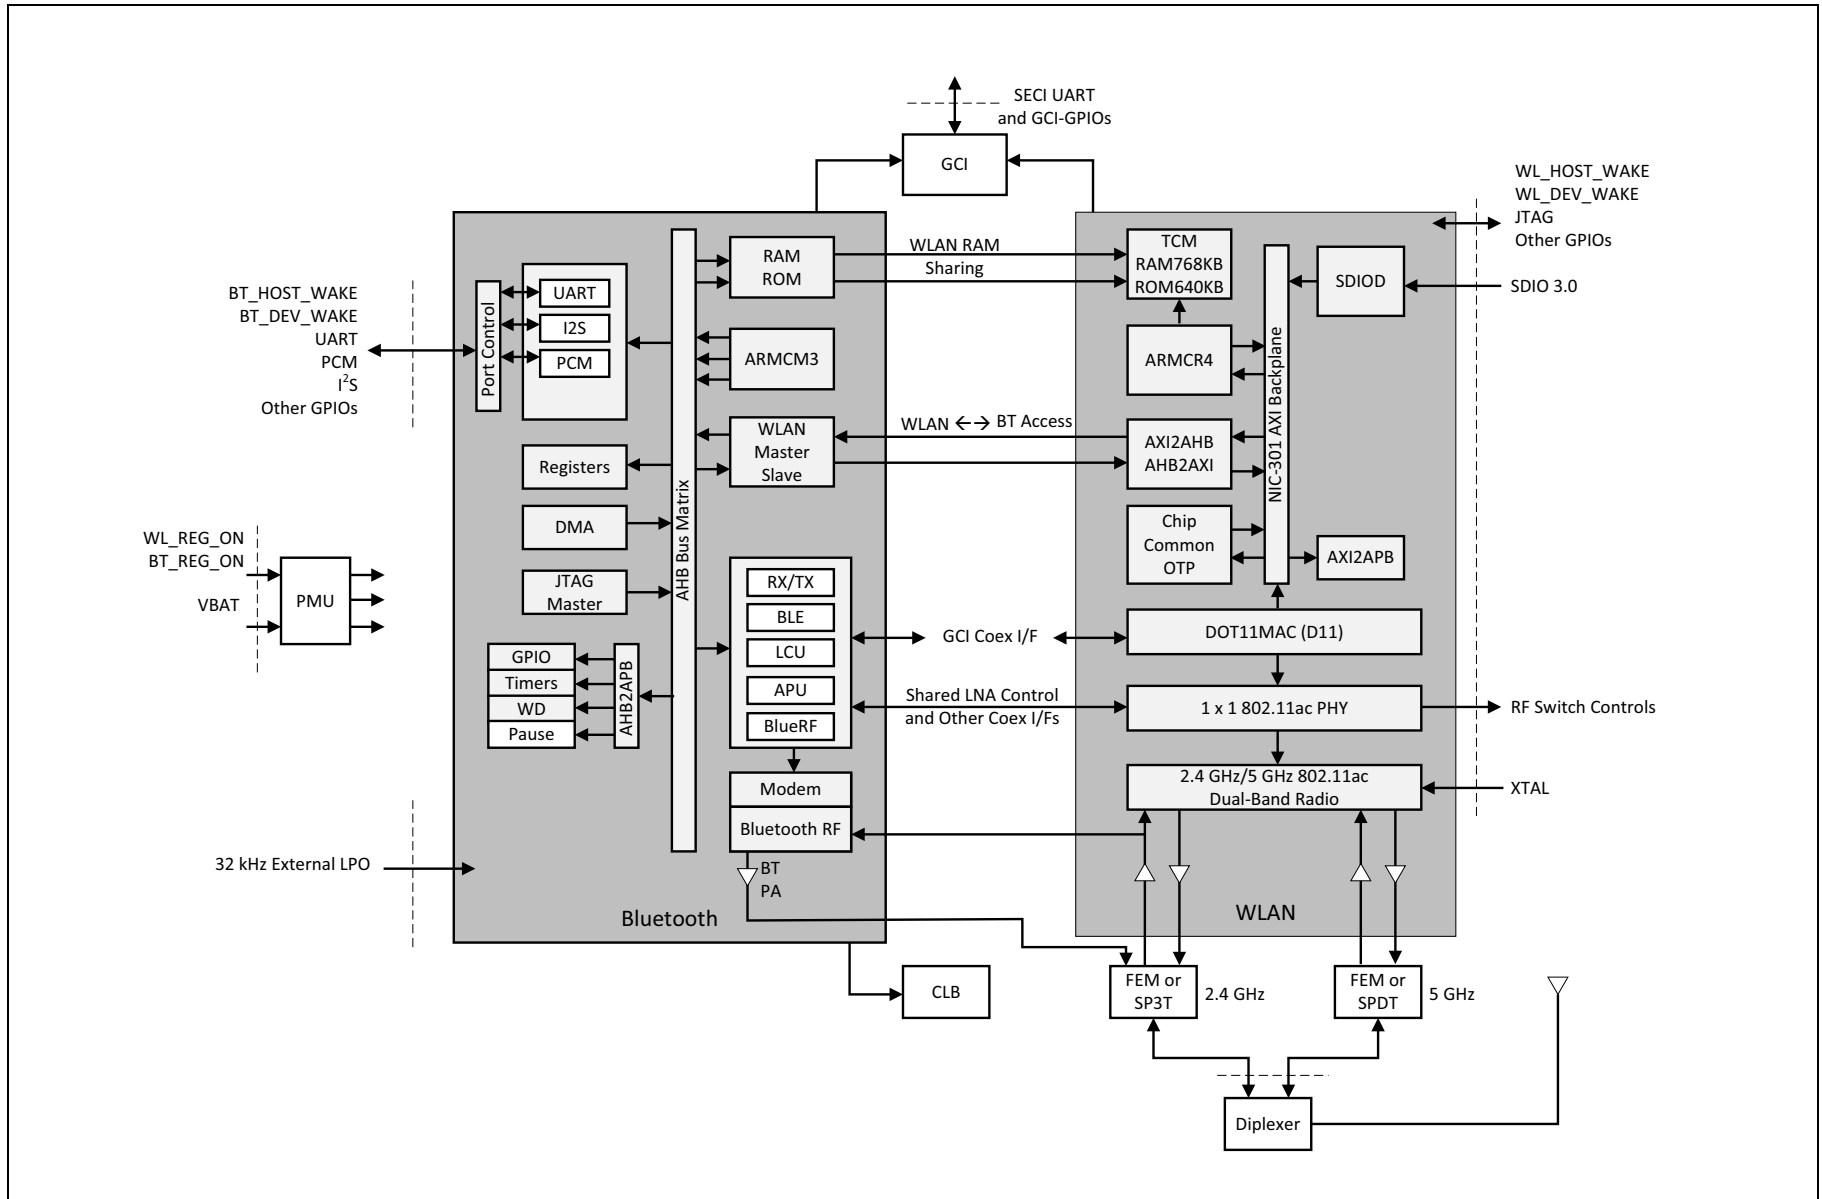 SECI UART
and GCI-GPIOs
GCI
WL_HOST_WAKE
WL_DEV_WAKE
JTAG
Other GPIOs
SDIO 3.0
BT_HOST_WAKE
BT_DEV_WAKE
UART
PCM
I²S
Other GPIOs
Port Control
UART
I2S
PCM
Registers
DMA
JTAG
Master
GPIO
Timers
WD
Pause
AHB2APB
AHB Bus Matrix
RAM
ROM
ARMCM3
WLAN
Master
Slave
RX/TX
BLE
LCU
APU
BlueRF
Modem
Bluetooth RF
BT
PA
Bluetooth
WLAN RAM
Sharing
WLAN ←→ BT Access
GCI Coex I/F
Shared LNA Control
and Other Coex I/Fs
TCM
RAM768KB
ROM640KB
ARMCR4
AXI2AHB
AHB2AXI
Chip
Common
OTP
NIC-301 AXI Backplane
SDIOD
AXI2APB
DOT11MAC (D11)
1 x 1 802.11ac PHY
2.4 GHz/5 GHz 802.11ac
Dual-Band Radio
WLAN
RF Switch Controls
XTAL
WL_REG_ON
BT_REG_ON
VBAT
PMU
32 kHz External LPO
CLB
FEM or
SP3T
2.4 GHz
FEM or
SPDT
5 GHz
Diplexer